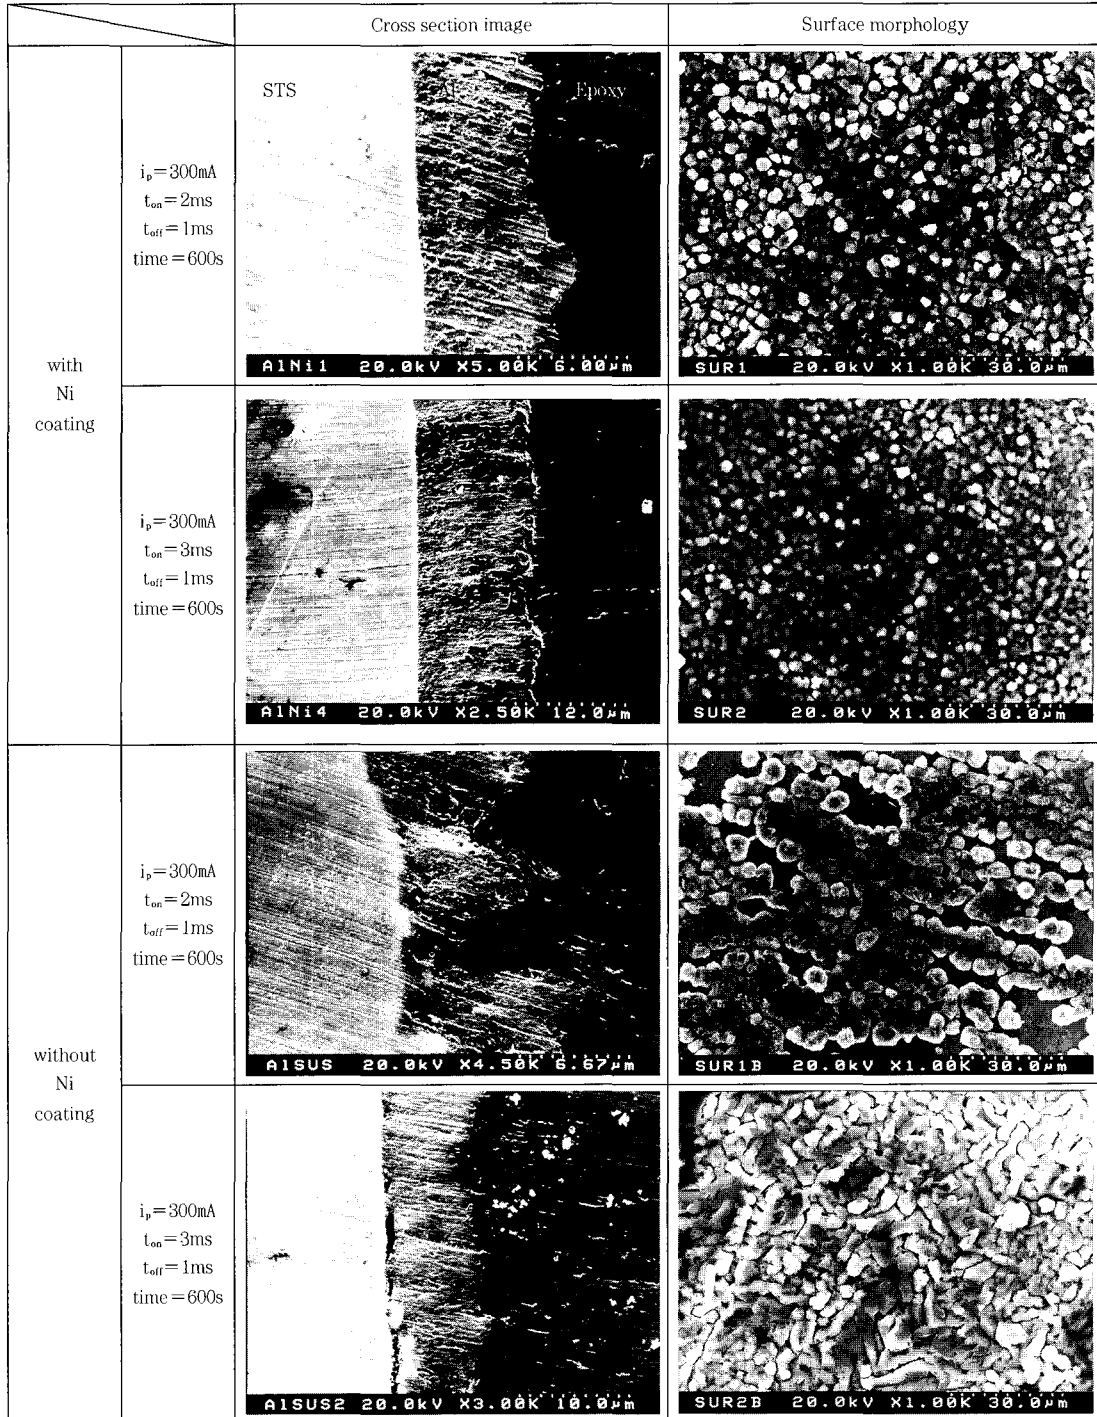 Cross section image
Surface morphology
with
Ni
coating
iₚ=300mA
tₒₙ=2ms
t_off=1ms
time=600s
STS
Al
Epoxy
AlNi1 20.0kV X5.00K 6.00µm
SUR1 20.0kV X1.00K 30.0µm
iₚ=300mA
tₒₙ=3ms
t_off=1ms
time=600s
AlNi4 20.0kV X2.50K 12.0µm
SUR2 20.0kV X1.00K 30.0µm
without
Ni
coating
iₚ=300mA
tₒₙ=2ms
t_off=1ms
time=600s
AlSUS 20.0kV X4.50K 6.67µm
SUR1B 20.0kV X1.00K 30.0µm
iₚ=300mA
tₒₙ=3ms
t_off=1ms
time=600s
AlSUS2 20.0kV X3.00K 10.0µm
SUR2B 20.0kV X1.00K 30.0µm